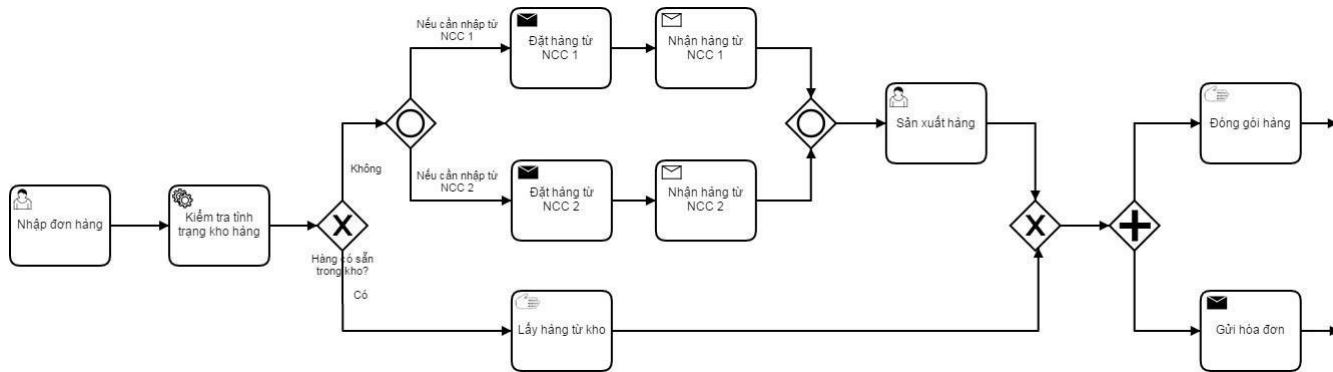 Nhập đơn hàng
Kiểm tra tình
trạng kho hàng
Hàng có sẵn
trong kho?
Không
Có
Nếu cần nhập từ
NCC 1
Đặt hàng từ
NCC 1
Nhận hàng từ
NCC 1
Nếu cần nhập từ
NCC 2
Đặt hàng từ
NCC 2
Nhận hàng từ
NCC 2
Lấy hàng từ kho
Sản xuất hàng
Đóng gói hàng
Gửi hóa đơn